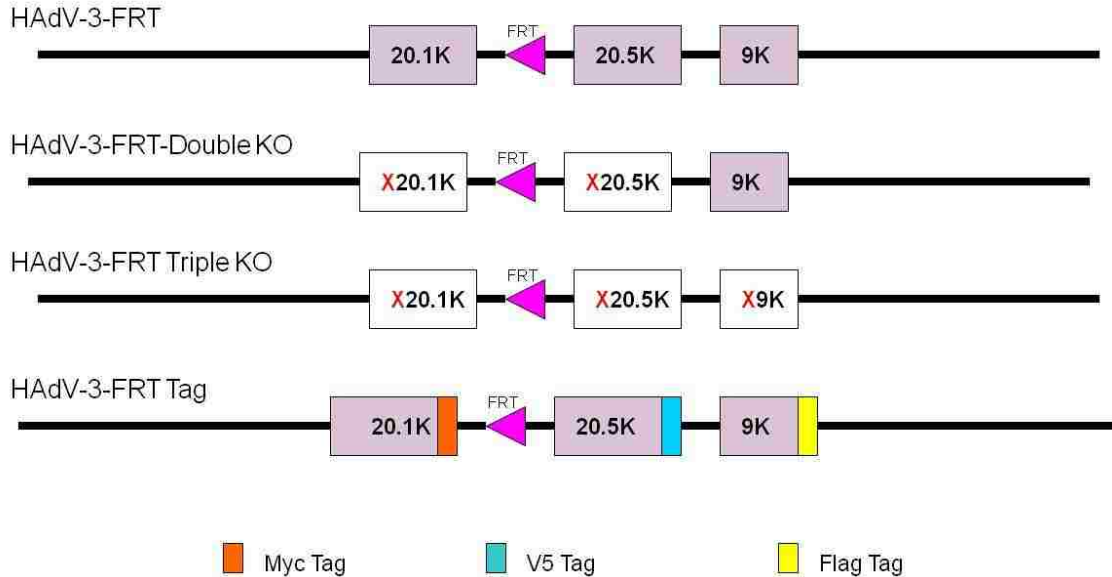 HAdV-3-FRT
FRT
20.1K 20.5K 9K
HAdV-3-FRT-Double KO
FRT
X20.1K X20.5K 9K
HAdV-3-FRT Triple KO
FRT
X20.1K X20.5K X9K
HAdV-3-FRT Tag
FRT
20.1K 20.5K 9K
Myc Tag V5 Tag Flag Tag